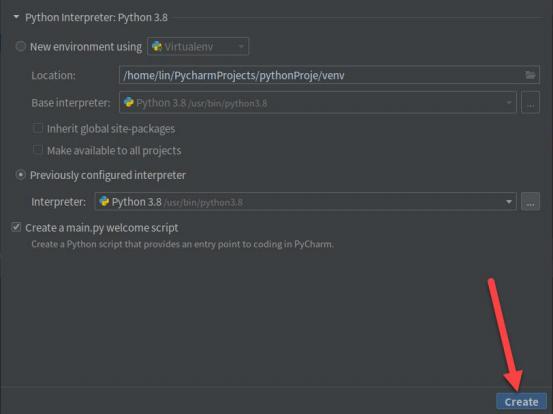 Python Interpreter: Python 3.8
New environment using Virtualenv
Location: /home/lin/PycharmProjects/pythonProje/venv
Base interpreter: Python 3.8 /usr/bin/python3.8 ...
Inherit global site-packages
Make available to all projects
Previously configured interpreter
Interpreter: Python 3.8 /usr/bin/python3.8 ...
Create a main.py welcome script
Create a Python script that provides an entry point to coding in PyCharm.
Create